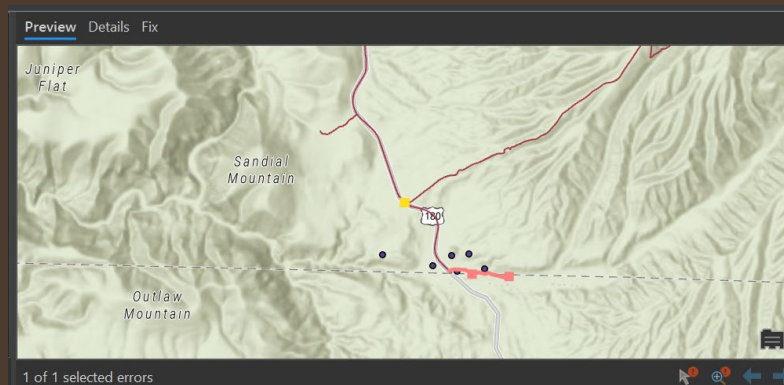 Preview Details Fix
Juniper
Flat
Sandial
Mountain
180
Outlaw
Mountain
1 of 1 selected errors